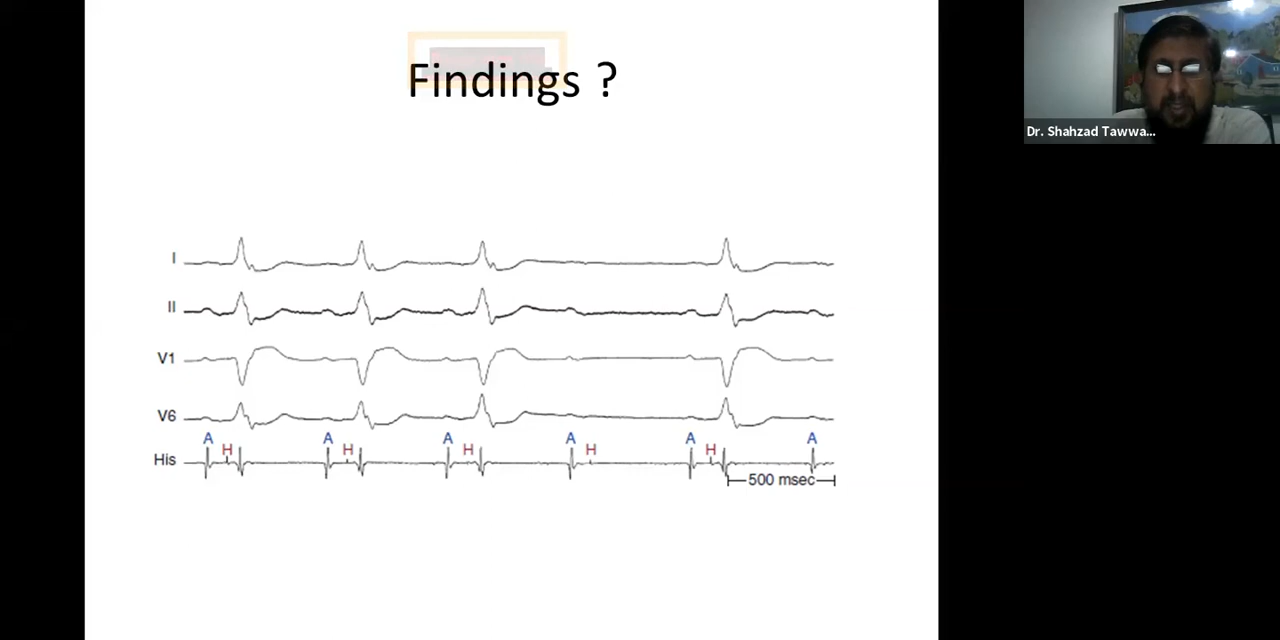 Findings ?
Dr. Shahzad Tawwa...
I
II
V1
V6
A A A A A A
His H H H H H
500 msec